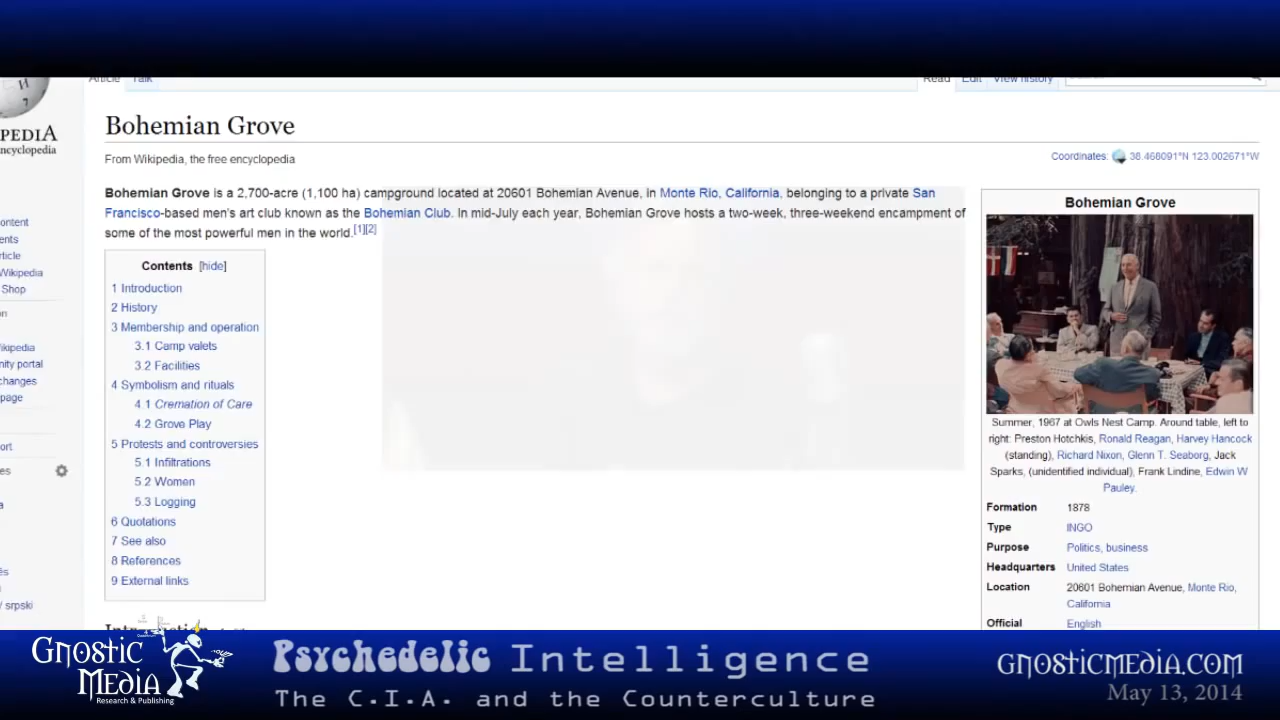 Article Talk
Read Edit View history
PEDIA
ncyclopedia
Bohemian Grove
From Wikipedia, the free encyclopedia
Coordinates: 38.468091°N 123.002671°W
Bohemian Grove is a 2,700-acre (1,100 ha) campground located at 20601 Bohemian Avenue, in Monte Rio, California, belonging to a private San
Francisco-based men's art club known as the Bohemian Club. In mid-July each year, Bohemian Grove hosts a two-week, three-weekend encampment of
some of the most powerful men in the world.[1][2]
Contents [hide]
1 Introduction
2 History
3 Membership and operation
3.1 Camp valets
3.2 Facilities
4 Symbolism and rituals
4.1 Cremation of Care
4.2 Grove Play
5 Protests and controversies
5.1 Infiltrations
5.2 Women
5.3 Logging
6 Quotations
7 See also
8 References
9 External links
Introduction
ontent
ents
rticle
Wikipedia
Shop
on
ikipedia
nity portal
changes
page
ort
es
a
és
/ srpski
Bohemian Grove
Summer, 1967 at Owls Nest Camp. Around table, left to
right: Preston Hotchkis, Ronald Reagan, Harvey Hancock
(standing), Richard Nixon, Glenn T. Seaborg, Jack
Sparks, (unidentified individual), Frank Lindine, Edwin W
Pauley.
Formation 1878
Type INGO
Purpose Politics, business
Headquarters United States
Location 20601 Bohemian Avenue, Monte Rio,
California
Official English
Gnostic
Media
Research & Publishing
Psychedelic Intelligence
The C.I.A. and the Counterculture
gnosticmedia.com
May 13, 2014